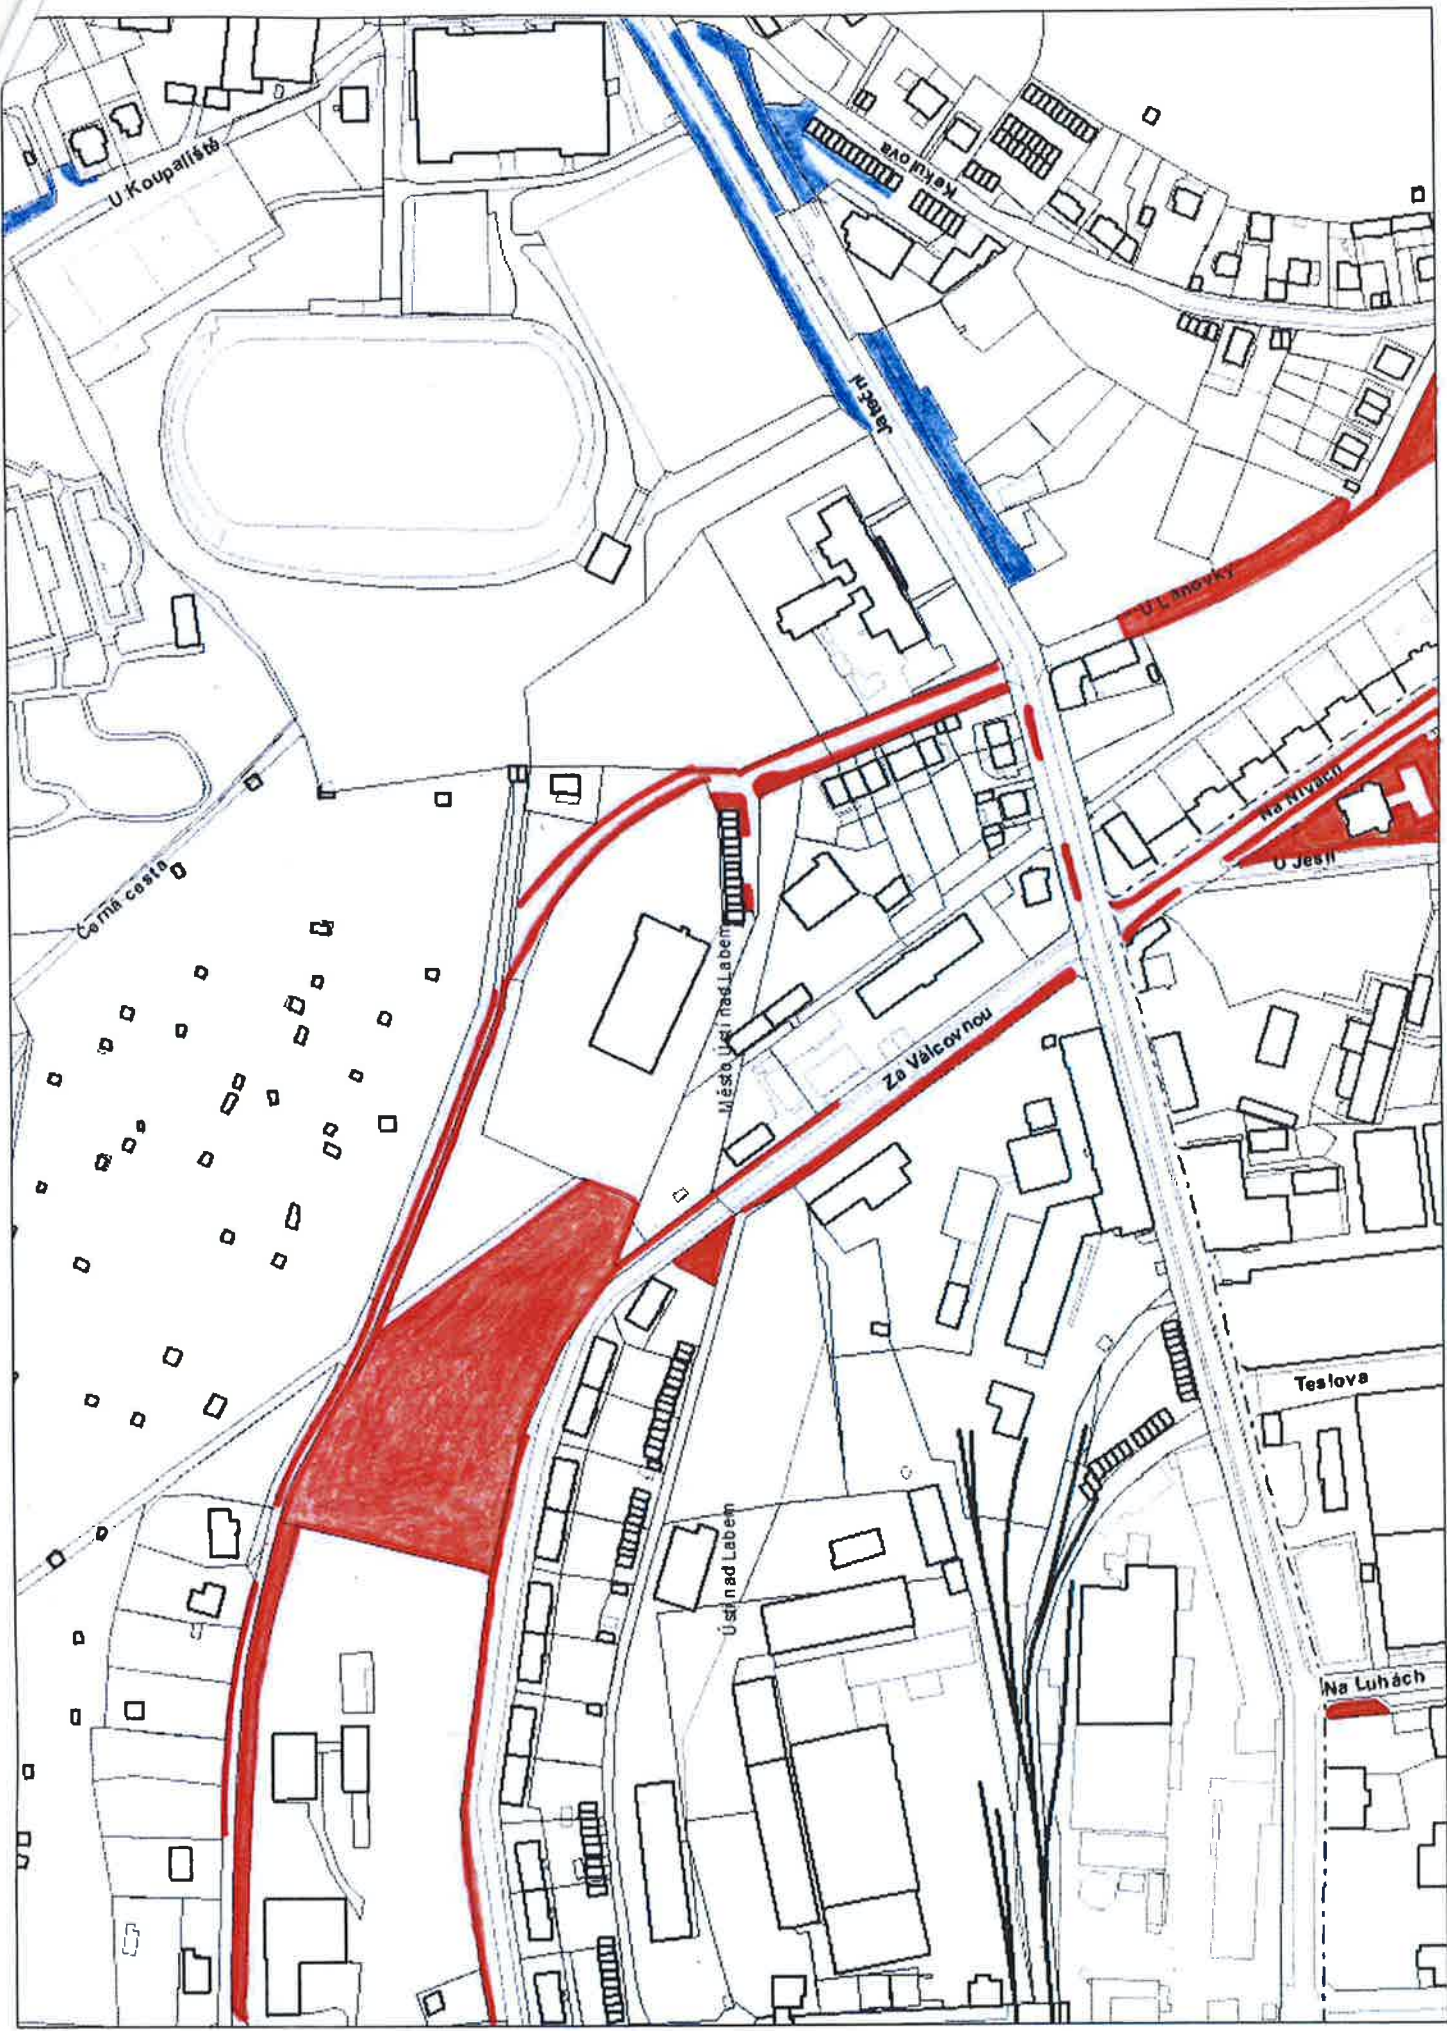 U Koupaliště
Kekulova
Jateční
U Lanovky
Na Nivách
U Jeslí
Černá cesta
Město Ústí nad Labem
Za Válcovnou
Teslova
Ústí nad Labem
Na Luhách